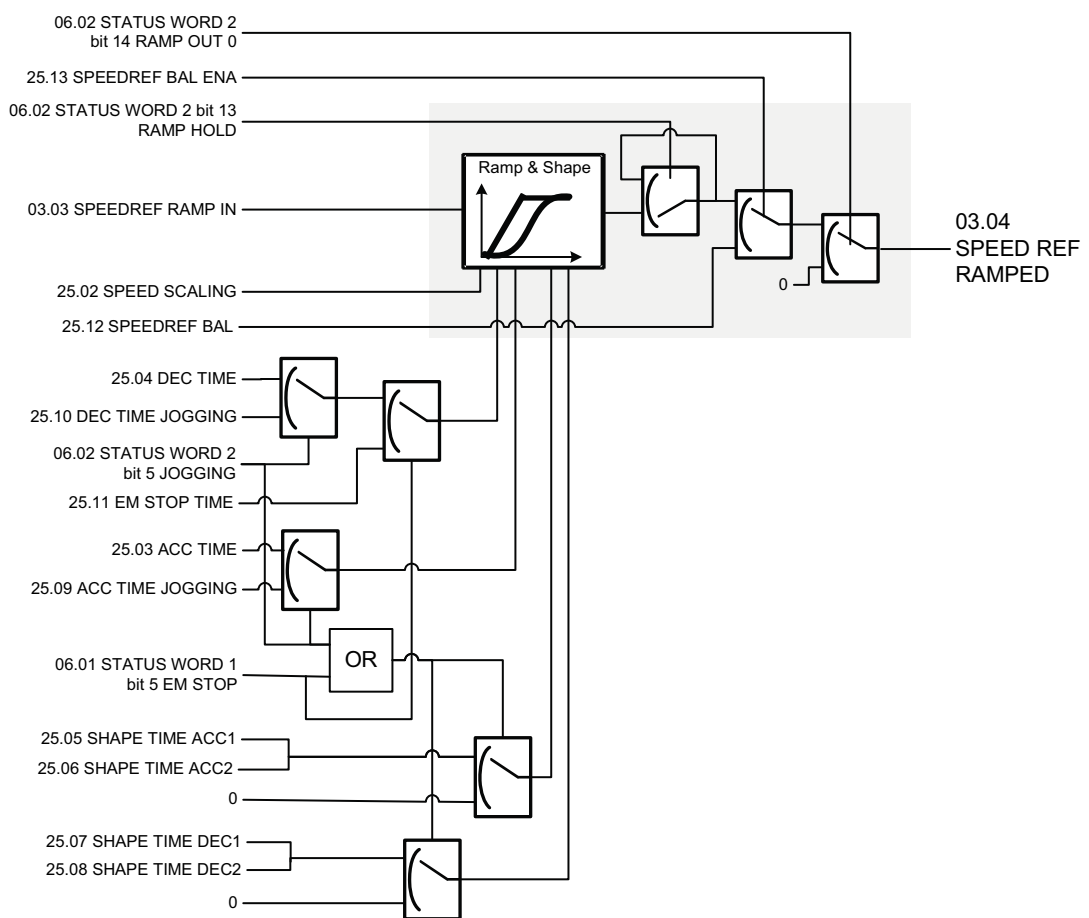 06.02 STATUS WORD 2
bit 14 RAMP OUT 0
25.13 SPEEDREF BAL ENA
06.02 STATUS WORD 2 bit 13
RAMP HOLD
Ramp & Shape
03.03 SPEEDREF RAMP IN
03.04
SPEED REF
RAMPED
0
25.02 SPEED SCALING
25.12 SPEEDREF BAL
25.04 DEC TIME
25.10 DEC TIME JOGGING
06.02 STATUS WORD 2
bit 5 JOGGING
25.11 EM STOP TIME
25.03 ACC TIME
25.09 ACC TIME JOGGING
OR
06.01 STATUS WORD 1
bit 5 EM STOP
25.05 SHAPE TIME ACC1
25.06 SHAPE TIME ACC2
0
25.07 SHAPE TIME DEC1
25.08 SHAPE TIME DEC2
0